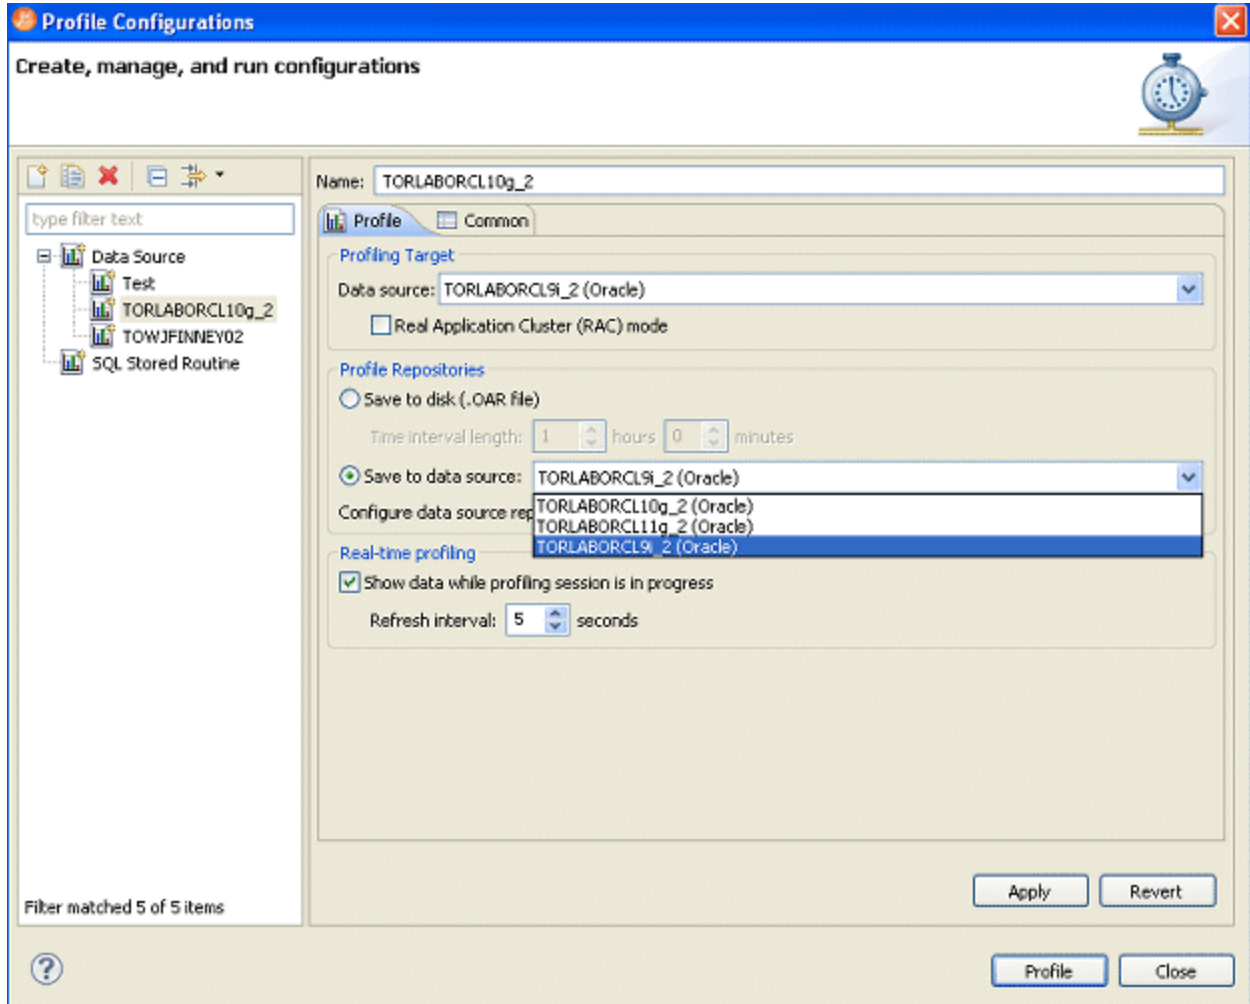 Profile Configurations
Create, manage, and run configurations
type filter text
Data Source
Test
TORLABORCL10g_2
TOWJFINNEY02
SQL Stored Routine
Filter matched 5 of 5 items
Name: TORLABORCL10g_2
Profile Common
Profiling Target
Data source: TORLABORCL9i_2 (Oracle)
Real Application Cluster (RAC) mode
Profile Repositories
Save to disk (.OAR file)
Time interval length: 1 hours 0 minutes
Save to data source: TORLABORCL9i_2 (Oracle)
TORLABORCL10g_2 (Oracle)
Configure data source rep
TORLABORCL11g_2 (Oracle)
TORLABORCL9i_2 (Oracle)
Real-time profiling
Show data while profiling session is in progress
Refresh interval: 5 seconds
Apply Revert
Profile Close